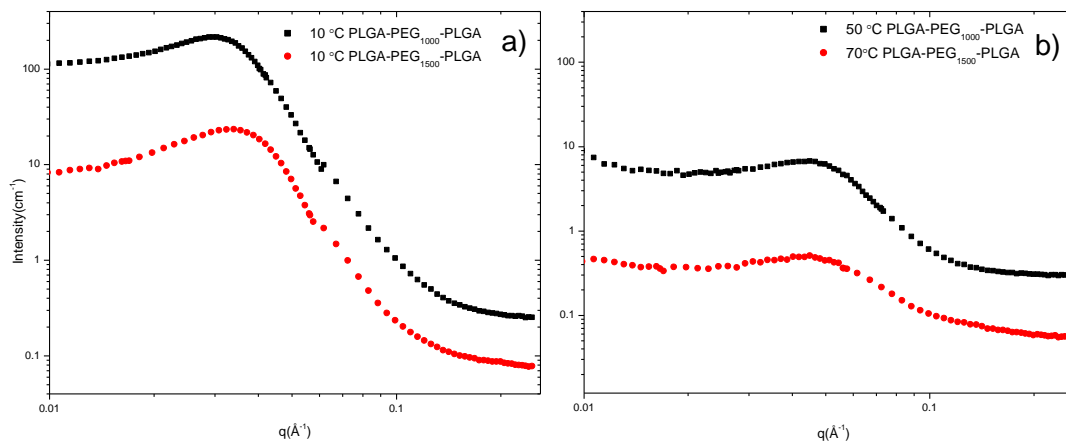 10 °C PLGA-PEG1000-PLGA
10 °C PLGA-PEG1500-PLGA
a)
100
10
1
0.1
Intensity(cm-1)
0.01
0.1
q(Å-1)
50 °C PLGA-PEG1000-PLGA
70°C PLGA-PEG1500-PLGA
b)
100
10
1
0.1
0.01
0.1
q(Å-1)